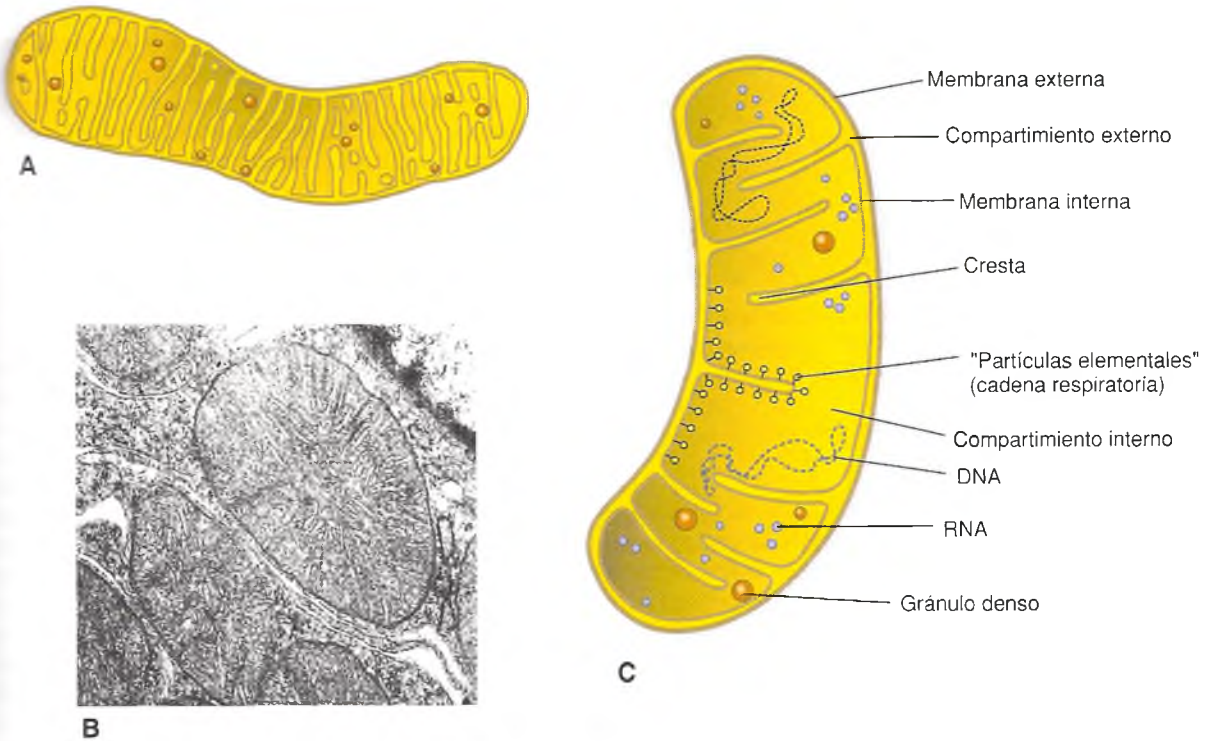 A
B
Membrana externa
Compartimiento externo
Membrana interna
Cresta
"Partículas elementales"
(cadena respiratoria)
Compartimiento interno
DNA
RNA
Gránulo denso
C